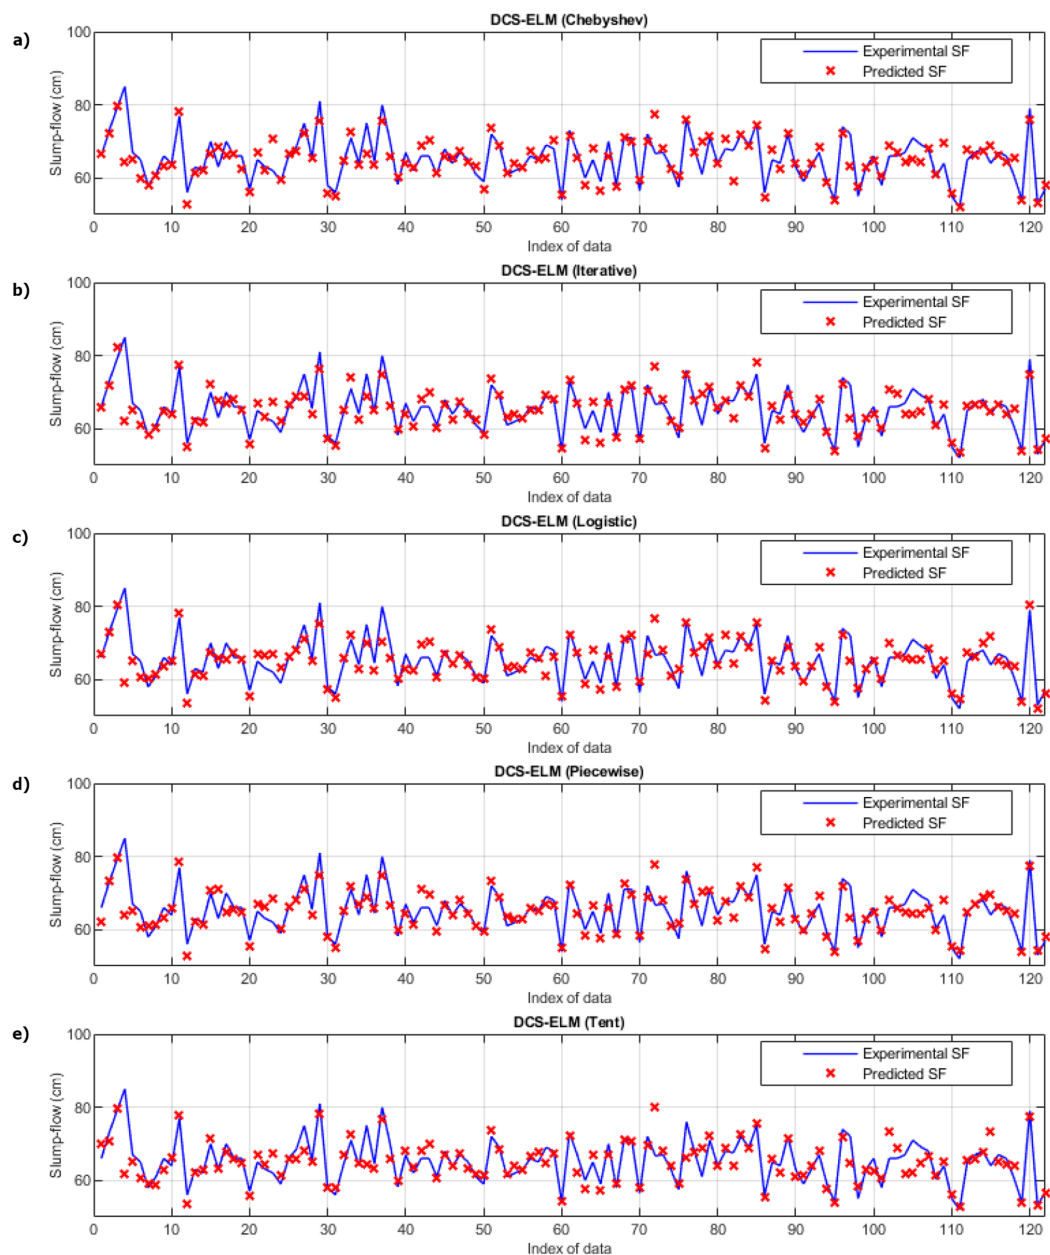 DCS-ELM (Chebyshev)
a)
100
80
60
Slump-flow (cm)
Experimental SF
Predicted SF
0 10 20 30 40 50 60 70 80 90 100 110 120
Index of data
DCS-ELM (Iterative)
b)
100
80
60
Slump-flow (cm)
Experimental SF
Predicted SF
0 10 20 30 40 50 60 70 80 90 100 110 120
Index of data
DCS-ELM (Logistic)
c)
100
80
60
Slump-flow (cm)
Experimental SF
Predicted SF
0 10 20 30 40 50 60 70 80 90 100 110 120
Index of data
DCS-ELM (Piecewise)
d)
100
80
60
Slump-flow (cm)
Experimental SF
Predicted SF
0 10 20 30 40 50 60 70 80 90 100 110 120
Index of data
DCS-ELM (Tent)
e)
100
80
60
Slump-flow (cm)
Experimental SF
Predicted SF
0 10 20 30 40 50 60 70 80 90 100 110 120
Index of data